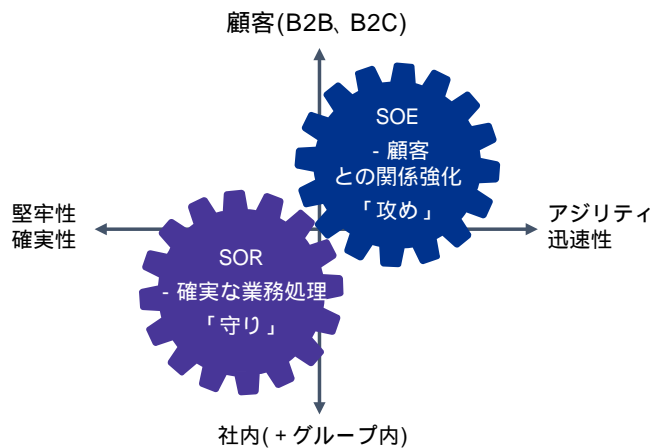 顧客(B2B、B2C)
SOE
- 顧客
との関係強化
「攻め」
堅牢性
確実性
アジリティ
迅速性
SOR
- 確実な業務処理
「守り」
社内(+グループ内)